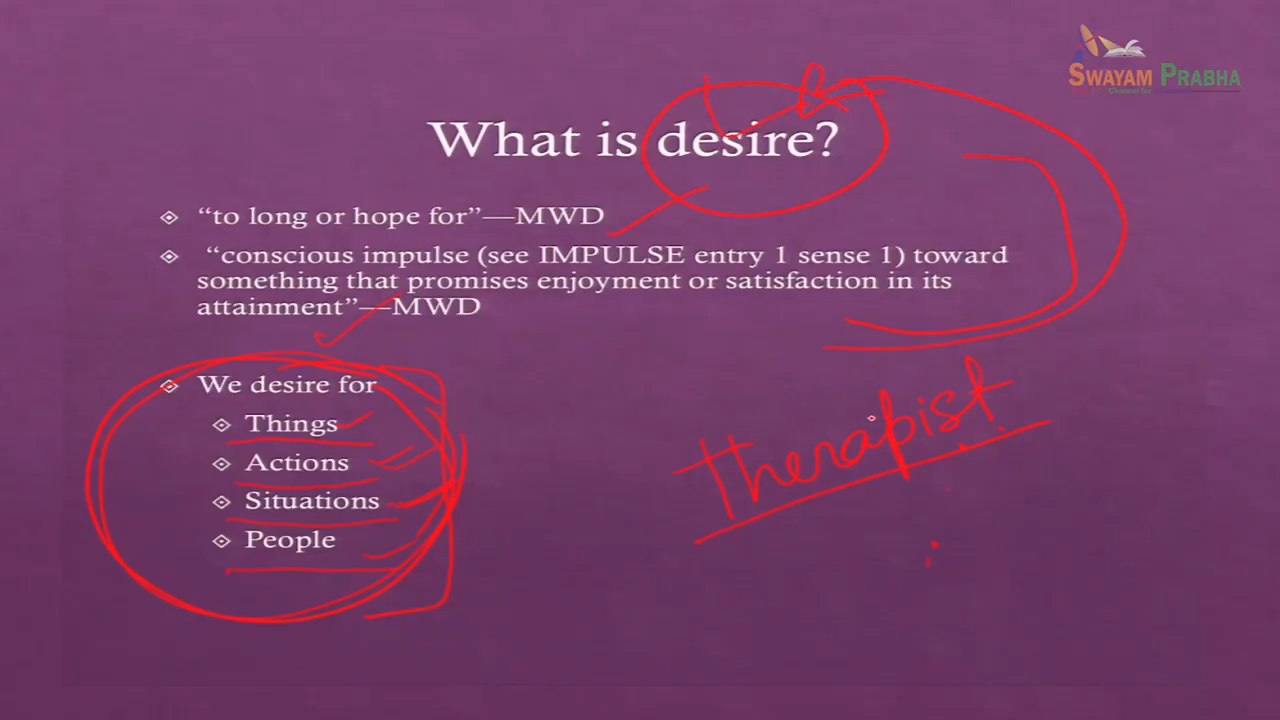 SWAYAM PRABHA
What is desire?
“to long or hope for”—MWD
“conscious impulse (see IMPULSE entry 1 sense 1) toward
something that promises enjoyment or satisfaction in its
attainment”—MWD
We desire for
Things
Actions
Situations
People
Therapist